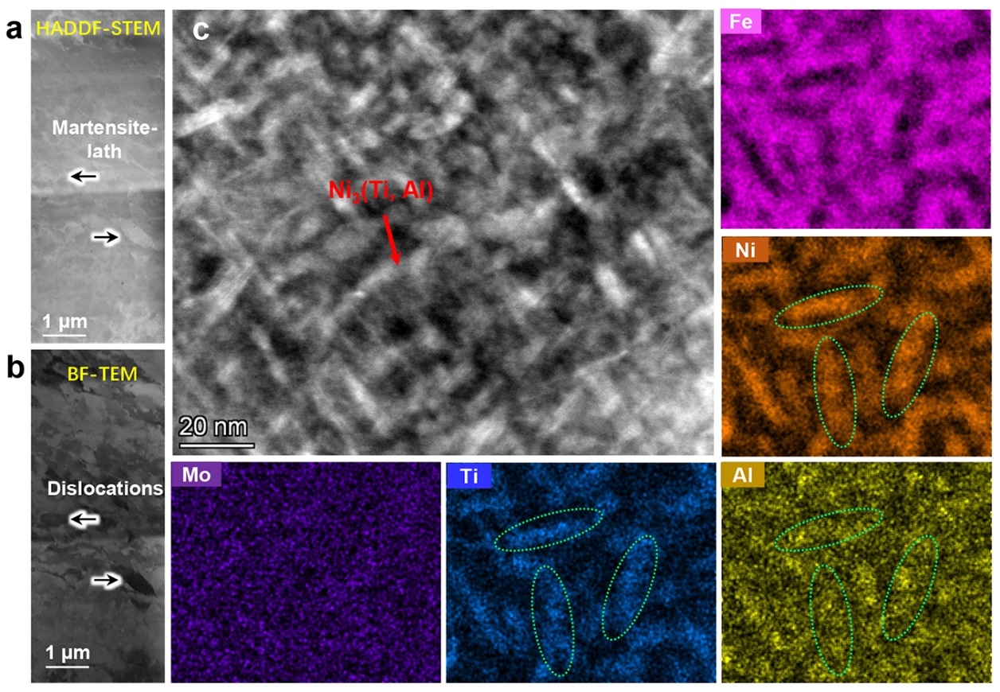 a
HADDF-STEM
Martensite-
lath
1 µm
b
BF-TEM
Dislocations
1 µm
c
Ni3(Ti, Al)
20 nm
Fe
Ni
Mo
Ti
Al